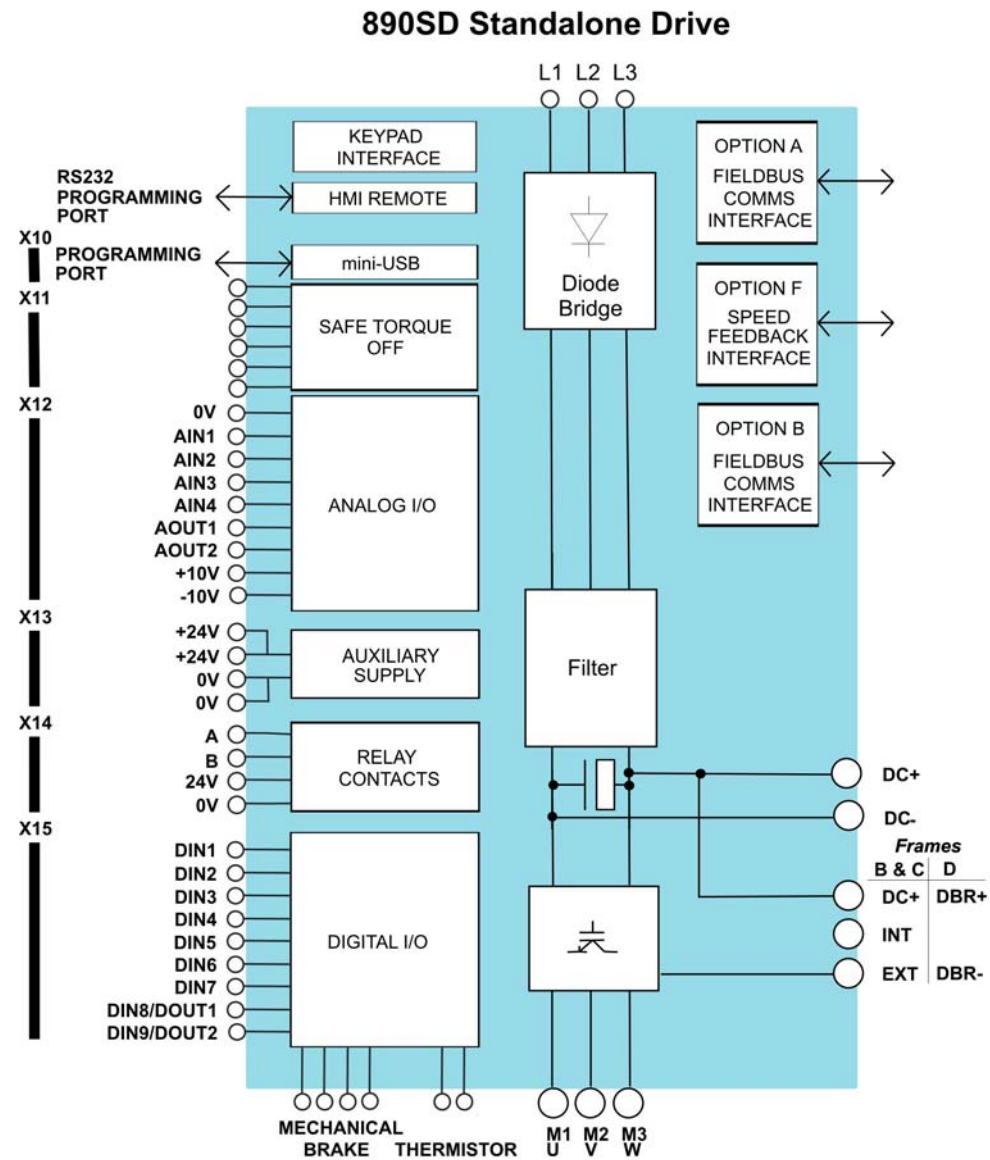 890SD Standalone Drive
L1 L2 L3
KEYPAD
INTERFACE
RS232
PROGRAMMING
PORT
HMI REMOTE
X10
PROGRAMMING
PORT
mini-USB
X11
SAFE TORQUE
OFF
X12
0V
AIN1
AIN2
AIN3
AIN4
AOUT1
AOUT2
+10V
-10V
ANALOG I/O
X13
+24V
+24V
0V
0V
AUXILIARY
SUPPLY
X14
A
B
24V
0V
RELAY
CONTACTS
X15
DIN1
DIN2
DIN3
DIN4
DIN5
DIN6
DIN7
DIN8/DOUT1
DIN9/DOUT2
DIGITAL I/O
MECHANICAL
BRAKE
THERMISTOR
Diode
Bridge
Filter
M1 M2 M3
U V W
OPTION A
FIELDBUS
COMMS
INTERFACE
OPTION F
SPEED
FEEDBACK
INTERFACE
OPTION B
FIELDBUS
COMMS
INTERFACE
DC+
DC-
Frames
B & C D
DC+ DBR+
INT
EXT DBR-